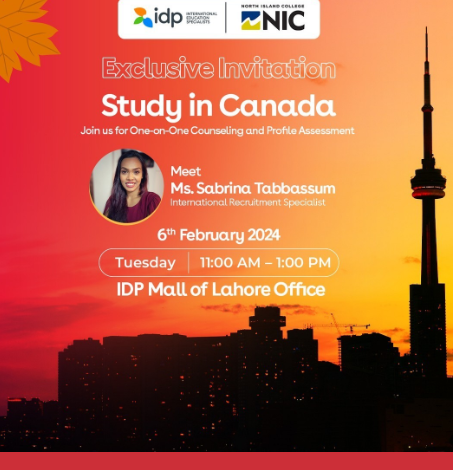 idp INTERNATIONAL EDUCATION SPECIALISTS
NORTH ISLAND COLLEGE
NIC
Exclusive Invitation
Study in Canada
Join us for One-on-One Counseling and Profile Assessment
Meet
Ms. Sabrina Tabbassum
International Recruitment Specialist
6th February 2024
Tuesday 11:00 AM – 1:00 PM
IDP Mall of Lahore Office